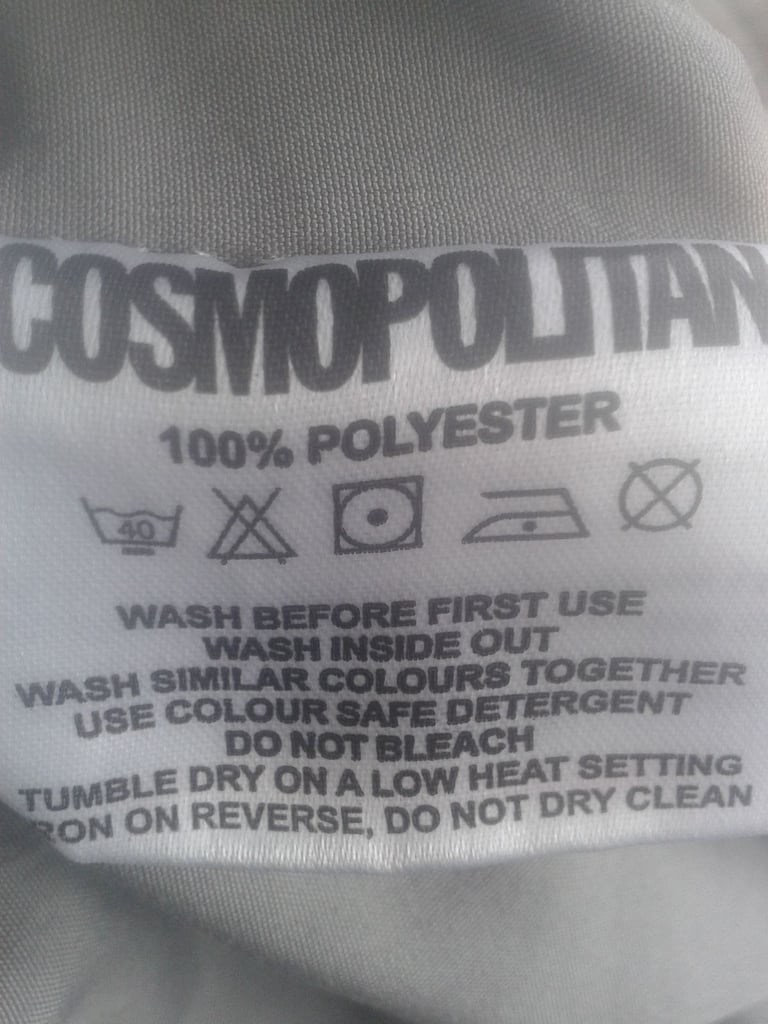 COSMOPOLITAN
100% POLYESTER
40
WASH BEFORE FIRST USE
WASH INSIDE OUT
WASH SIMILAR COLOURS TOGETHER
USE COLOUR SAFE DETERGENT
DO NOT BLEACH
TUMBLE DRY ON A LOW HEAT SETTING
IRON ON REVERSE, DO NOT DRY CLEAN